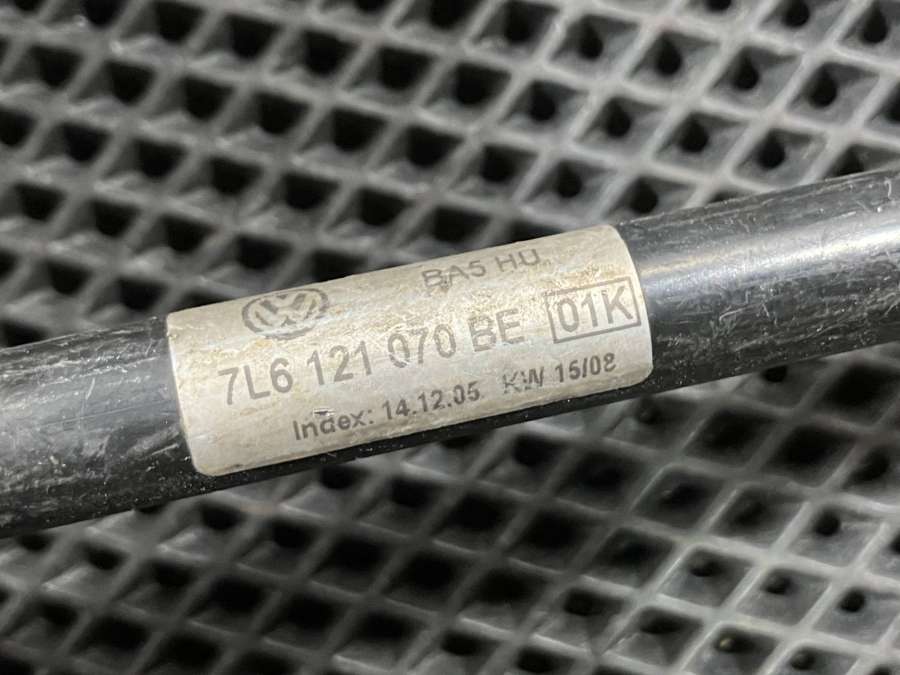 BA5 HU
7L6 121 070 BE 01K
Index: 14.12.05 KW 15/08